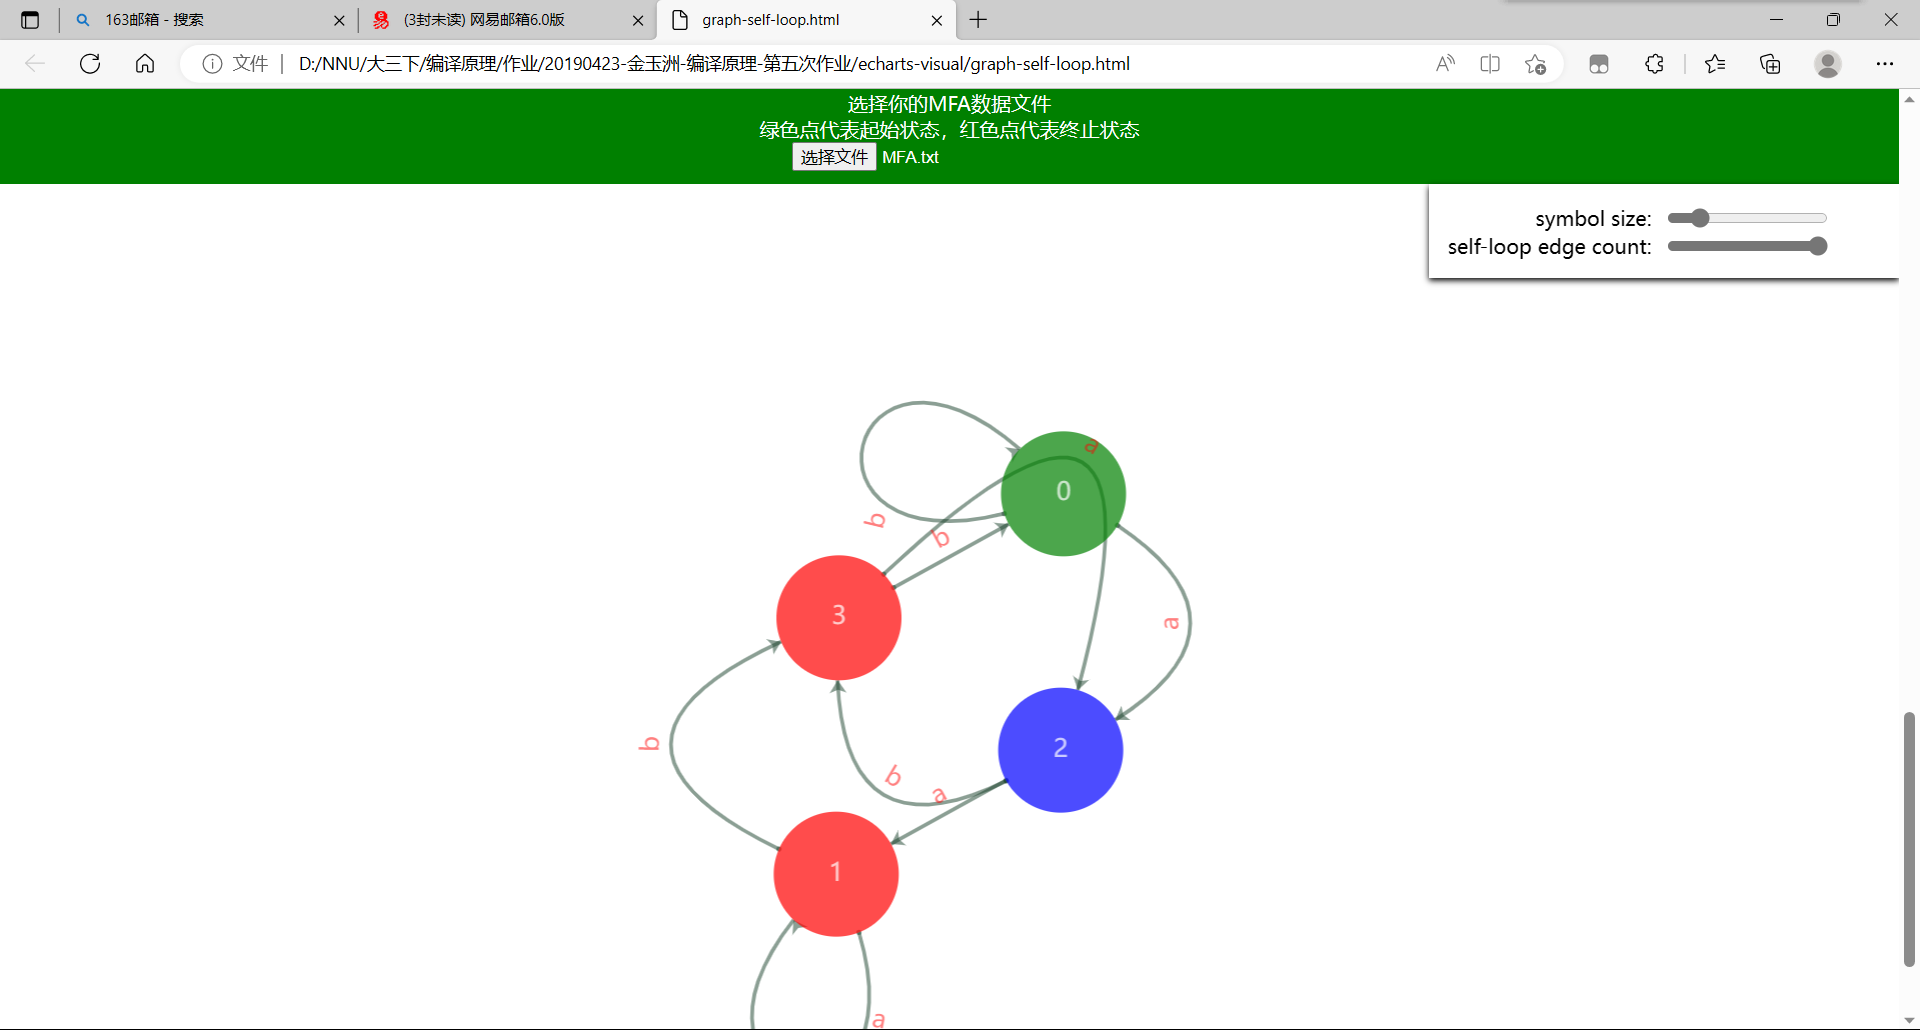 163邮箱 - 搜索
(3封未读) 网易邮箱6.0版
graph-self-loop.html
文件
D:/NNU/大三下/编译原理/作业/20190423-金玉洲-编译原理-第五次作业/echarts-visual/graph-self-loop.html
选择你的MFA数据文件
绿色点代表起始状态，红色点代表终止状态
选择文件 MFA.txt
symbol size:
self-loop edge count:
a
0
b
b
3
a
b
2
b
a
1
a